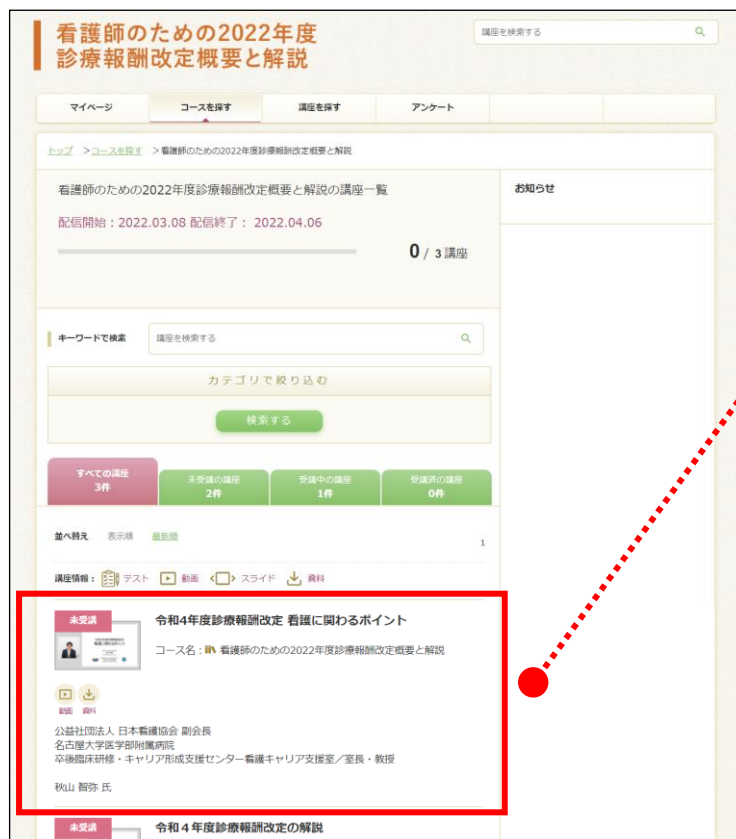 看護師のための2022年度
診療報酬改定概要と解説
講座を検索する
マイページ コースを探す 講座を探す アンケート
トップ >コースを探す >看護師のための2022年度診療報酬改定概要と解説
看護師のための2022年度診療報酬改定概要と解説の講座一覧
お知らせ
配信開始：2022.03.08 配信終了： 2022.04.06
0 / 3 講座
キーワードで検索 講座を検索する
カテゴリで絞り込む
検索する
すべての講座 未受講の講座 受講中の講座 受講済の講座
3件 2件 1件 0件
並べ替え 表示順 最新順
1
講座情報： テスト 動画 スライド 資料
未受講 令和4年度診療報酬改定 看護に関わるポイント
コース名： 看護師のための2022年度診療報酬改定概要と解説
動画 資料
公益社団法人 日本看護協会 副会長
名古屋大学医学部附属病院
卒後臨床研修・キャリア形成支援センター看護キャリア支援室／室長・教授
秋山 智弥 氏
未受講 令和４年度診療報酬改定の解説